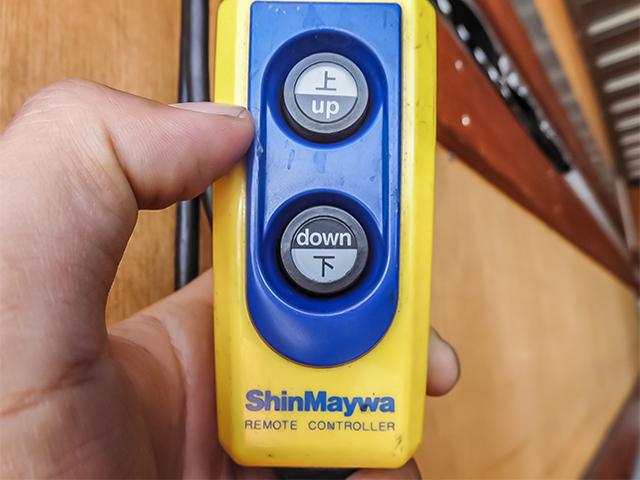 上
up
down
下
ShinMaywa
REMOTE CONTROLLER